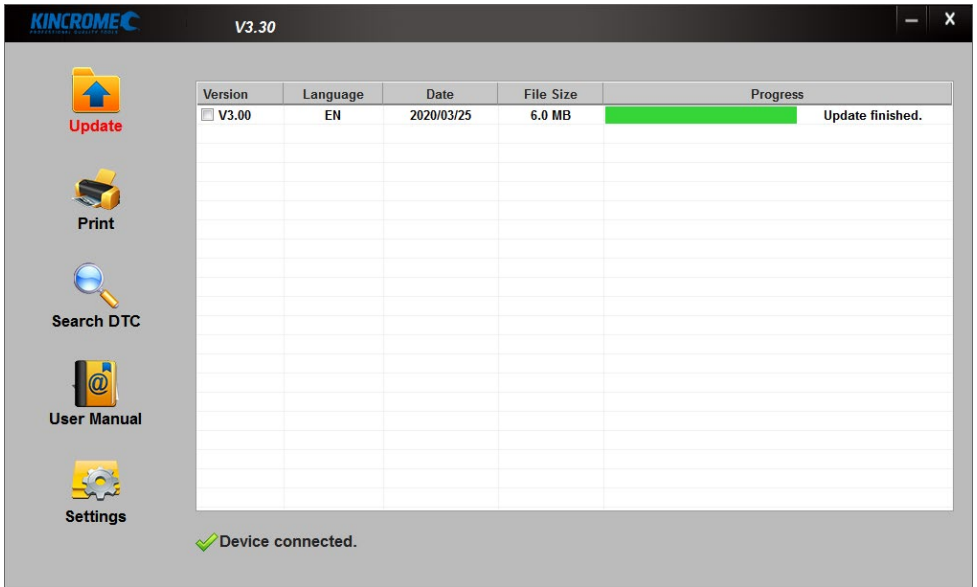 KINCROME
PROFESSIONAL QUALITY TOOLS
V3.30
X
Update
Print
Search DTC
@
User Manual
Settings
Version Language Date File Size Progress
V3.00 EN 2020/03/25 6.0 MB Update finished.
Device connected.